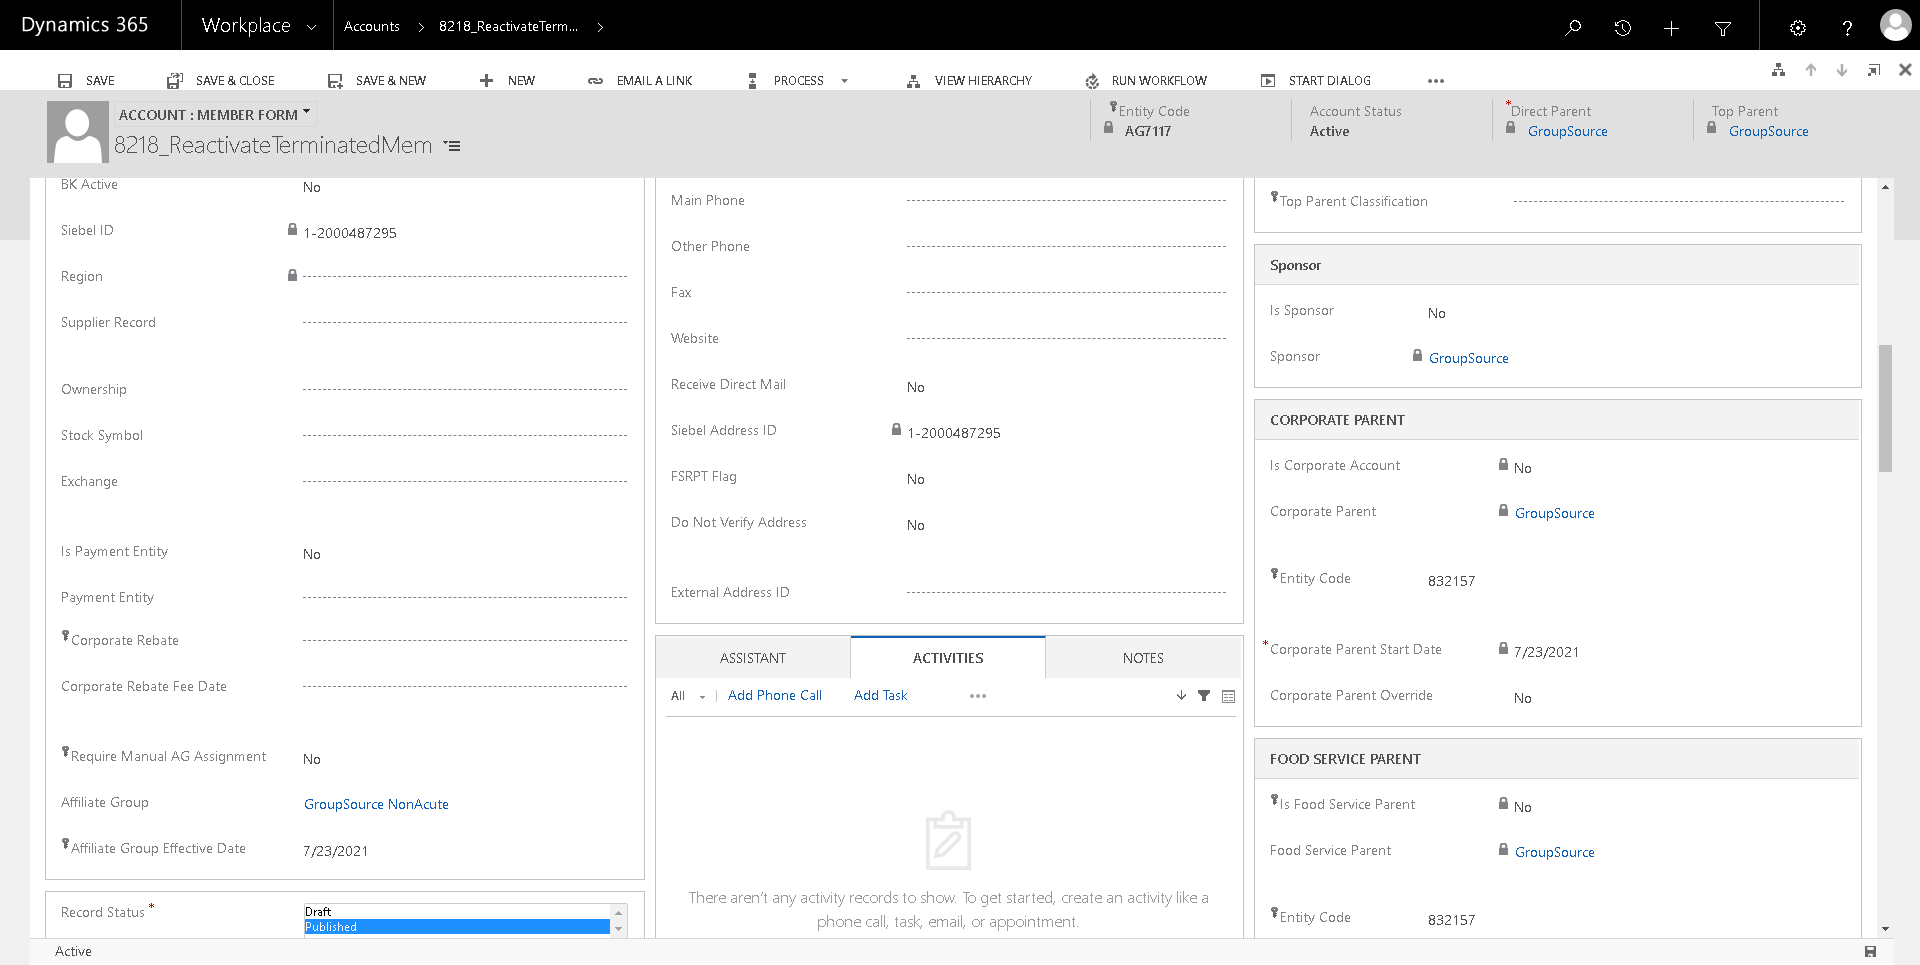 Dynamics 365
Workplace
Accounts
8218_ReactivateTerm...
SAVE
SAVE & CLOSE
SAVE & NEW
NEW
EMAIL A LINK
PROCESS
VIEW HIERARCHY
RUN WORKFLOW
START DIALOG
ACCOUNT : MEMBER FORM
8218_ReactivateTerminatedMem
Entity Code
AG7117
Account Status
Active
*Direct Parent
GroupSource
Top Parent
GroupSource
BK Active No
Siebel ID 1-2000487295
Region
Supplier Record
Ownership
Stock Symbol
Exchange
Is Payment Entity No
Payment Entity
Corporate Rebate
Corporate Rebate Fee Date
Require Manual AG Assignment No
Affiliate Group GroupSource NonAcute
Affiliate Group Effective Date 7/23/2021
Record Status * Draft
Published
Main Phone
Other Phone
Fax
Website
Receive Direct Mail No
Siebel Address ID 1-2000487295
FSRPT Flag No
Do Not Verify Address No
External Address ID
ASSISTANT ACTIVITIES NOTES
All Add Phone Call Add Task
There aren't any activity records to show. To get started, create an activity like a
phone call, task, email, or appointment.
Top Parent Classification
Sponsor
Is Sponsor No
Sponsor GroupSource
CORPORATE PARENT
Is Corporate Account No
Corporate Parent GroupSource
Entity Code 832157
*Corporate Parent Start Date 7/23/2021
Corporate Parent Override No
FOOD SERVICE PARENT
Is Food Service Parent No
Food Service Parent GroupSource
Entity Code 832157
Active